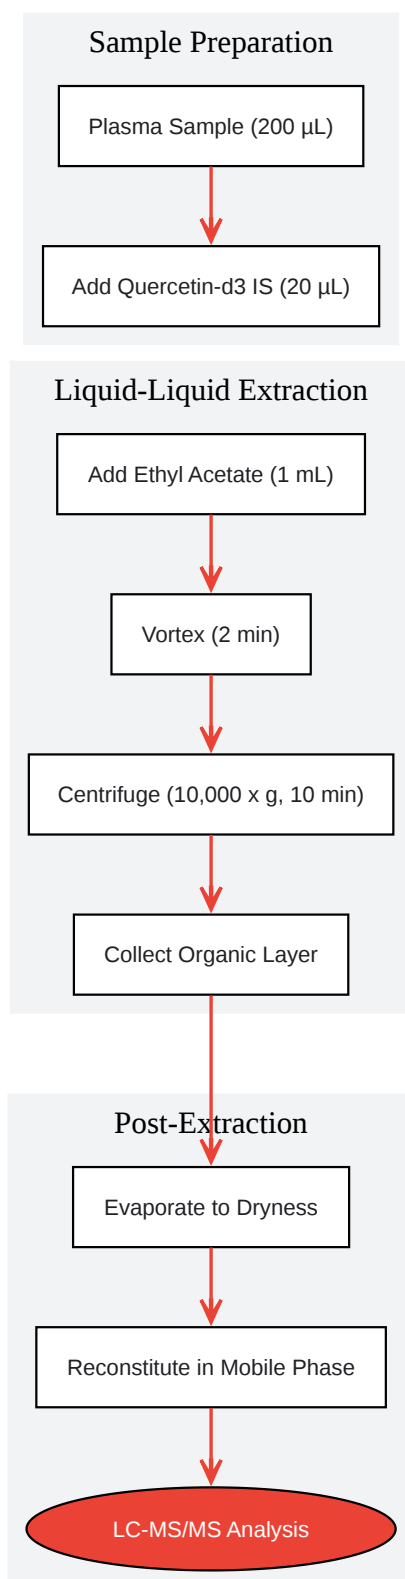 Sample Preparation
Plasma Sample (200 µL)
Add Quercetin-d3 IS (20 µL)
Liquid-Liquid Extraction
Add Ethyl Acetate (1 mL)
Vortex (2 min)
Centrifuge (10,000 x g, 10 min)
Collect Organic Layer
Post-Extraction
Evaporate to Dryness
Reconstitute in Mobile Phase
LC-MS/MS Analysis